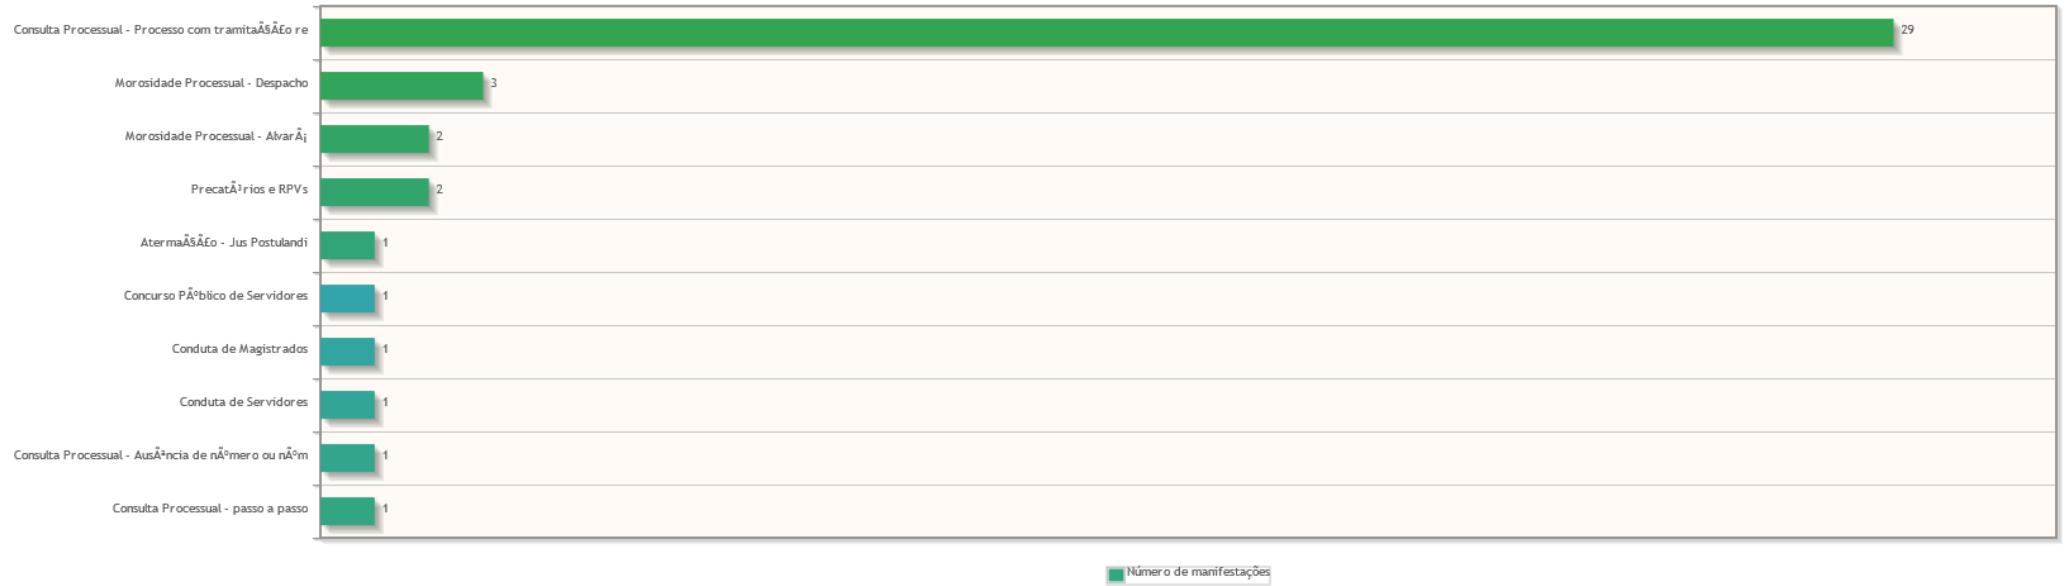 Consulta Processual - Processo com tramitaÃ§Ã£o re 29
Morosidade Processual - Despacho 3
Morosidade Processual - AlvarÃ¡ 2
PrecatÃ³rios e RPVs 2
AtermaÃ§Ã£o - Jus Postulandi 1
Concurso PÃºblico de Servidores 1
Conduta de Magistrados 1
Conduta de Servidores 1
Consulta Processual - AusÃªncia de nÃºmero ou nÃºm 1
Consulta Processual - passo a passo 1
Número de manifestações